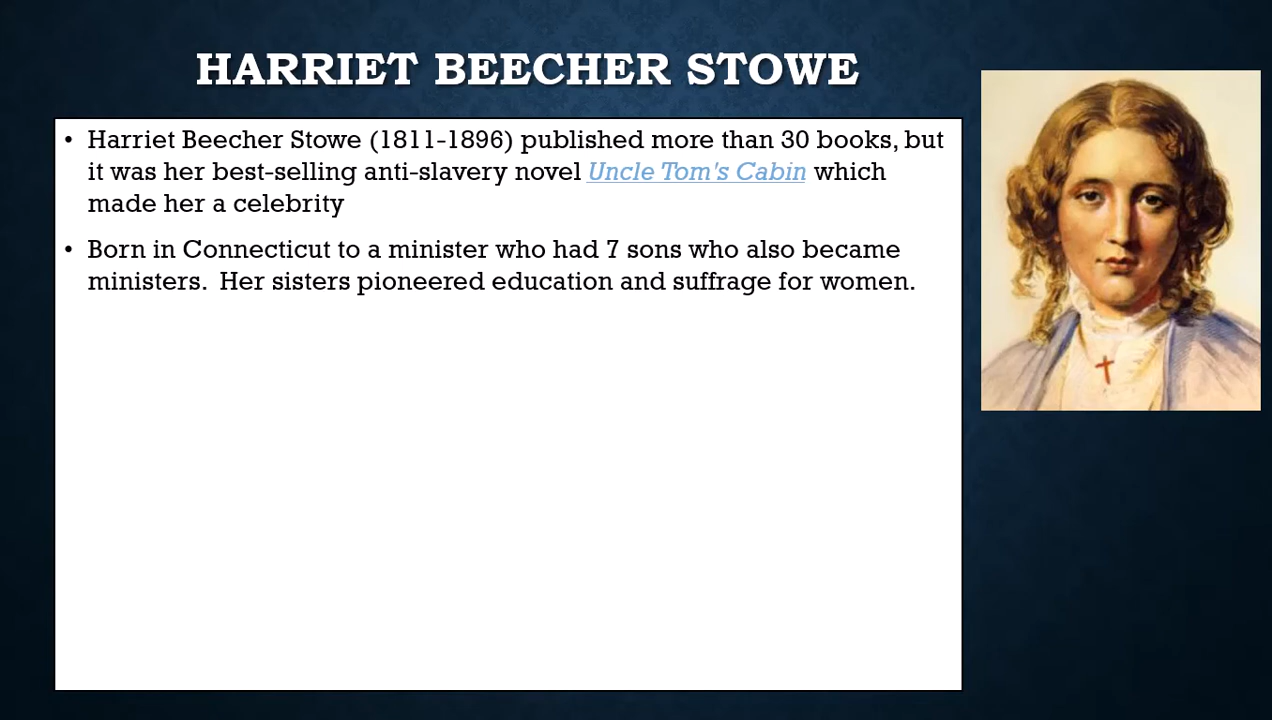 HARRIET BEECHER STOWE
• Harriet Beecher Stowe (1811-1896) published more than 30 books, but
it was her best-selling anti-slavery novel Uncle Tom's Cabin which
made her a celebrity
• Born in Connecticut to a minister who had 7 sons who also became
ministers.  Her sisters pioneered education and suffrage for women.